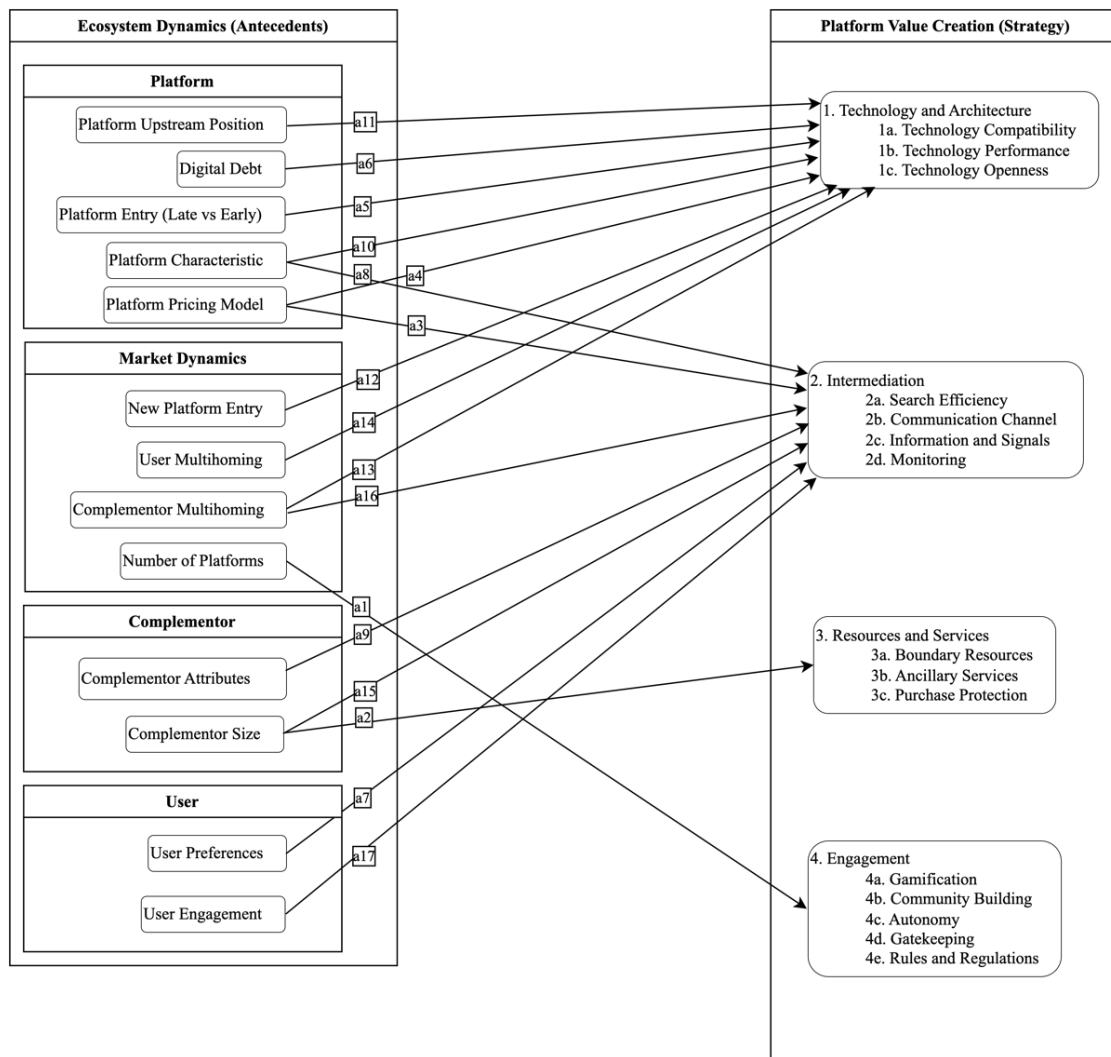 Ecosystem Dynamics (Antecedents)
Platform Value Creation (Strategy)
Platform
Platform Upstream Position
Digital Debt
Platform Entry (Late vs Early)
Platform Characteristic
Platform Pricing Model
Market Dynamics
New Platform Entry
User Multihoming
Complementor Multihoming
Number of Platforms
Complementor
Complementor Attributes
Complementor Size
User
User Preferences
User Engagement
a11
a6
a5
a10
a8
a4
a3
a12
a14
a13
a16
a1
a9
a15
a2
a7
a17
1. Technology and Architecture
1a. Technology Compatibility
1b. Technology Performance
1c. Technology Openness
2. Intermediation
2a. Search Efficiency
2b. Communication Channel
2c. Information and Signals
2d. Monitoring
3. Resources and Services
3a. Boundary Resources
3b. Ancillary Services
3c. Purchase Protection
4. Engagement
4a. Gamification
4b. Community Building
4c. Autonomy
4d. Gatekeeping
4e. Rules and Regulations